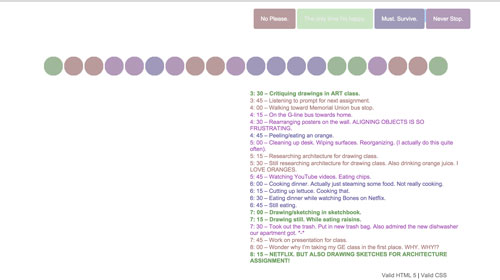 No Please.
The only time I'm happy.
Must. Survive.
Never Stop.
3: 30 – Critiquing drawings in ART class.
3: 45 – Listening to prompt for next assignment.
4: 00 – Walking toward Memorial Union bus stop.
4: 15 – On the G-line bus towards home.
4: 30 – Rearranging posters on the wall. ALIGNING OBJECTS IS SO
FRUSTRATING.
4: 45 – Peeling/eating an orange.
5: 00 – Cleaning up desk. Wiping surfaces. Reorganizing. (I actually do this quite
often).
5: 15 – Researching architecture for drawing class.
5: 30 – Still researching architecture for drawing class. Also drinking orange juice. I
LOVE ORANGES.
5: 45 – Watching YouTube videos. Eating chips.
6: 00 – Cooking dinner. Actually just steaming some food. Not really cooking.
6: 15 – Cutting up lettuce. Cooking that.
6: 30 – Eating dinner while watching Bones on Netflix.
6: 45 – Still eating.
7: 00 – Drawing/sketching in sketchbook.
7: 15 – Drawing still. While eating raisins.
7: 30 – Took out the trash. Put in new trash bag. Also admired the new dishwasher
our apartment got. ^-^
7: 45 – Work on presentation for class.
8: 00 – Wonder why I'm taking my GE class in the first place. WHY. WHY??
8: 15 – NETFLIX. BUT ALSO DRAWING SKETCHES FOR ARCHITECTURE
ASSIGNMENT!
Valid HTML 5 | Valid CSS